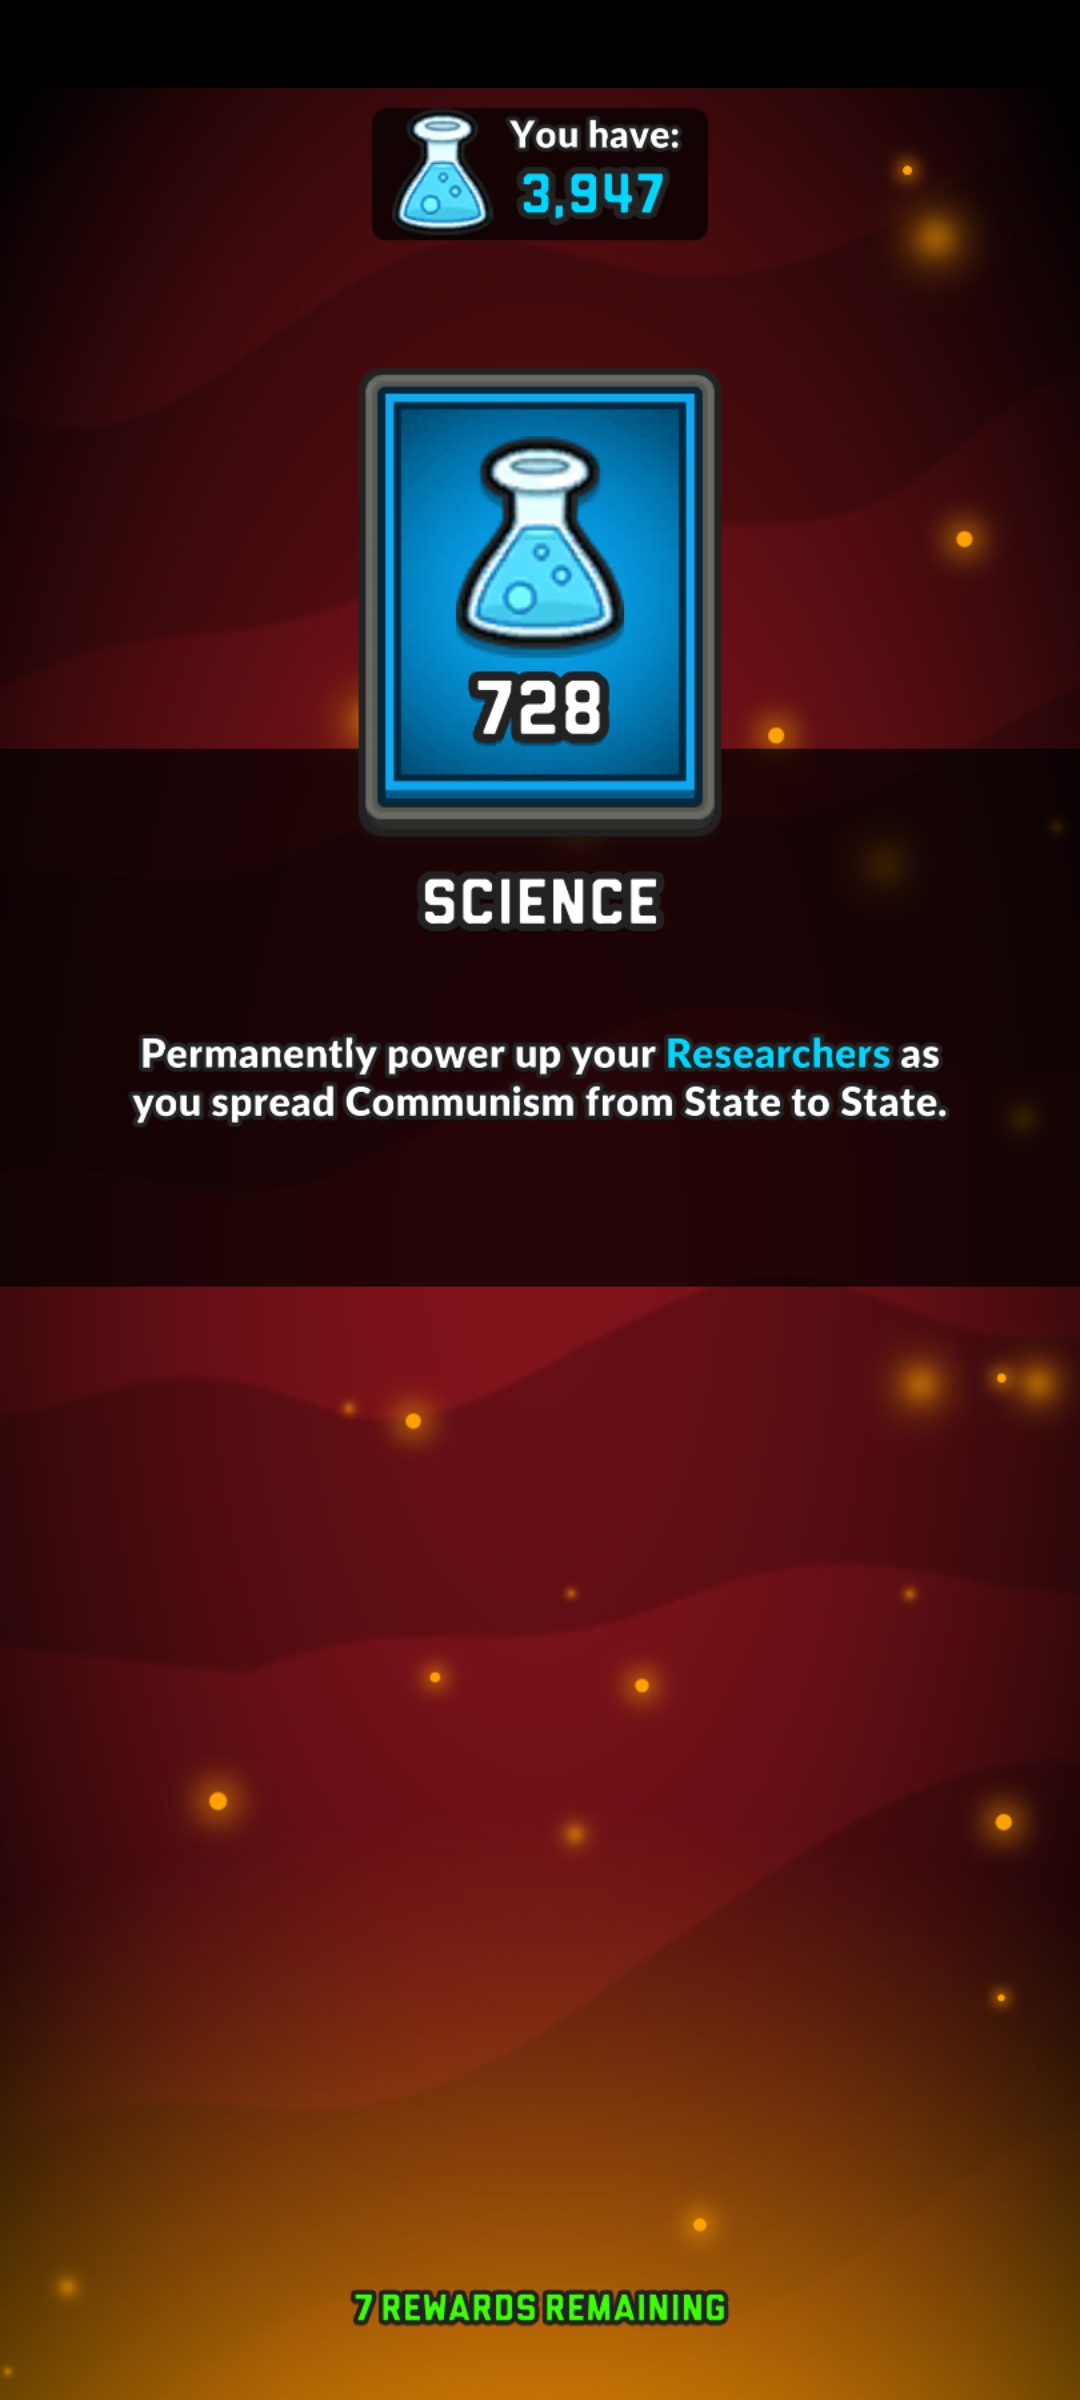 You have:
3,947
728
SCIENCE
Permanently power up your Researchers as
you spread Communism from State to State.
7 REWARDS REMAINING